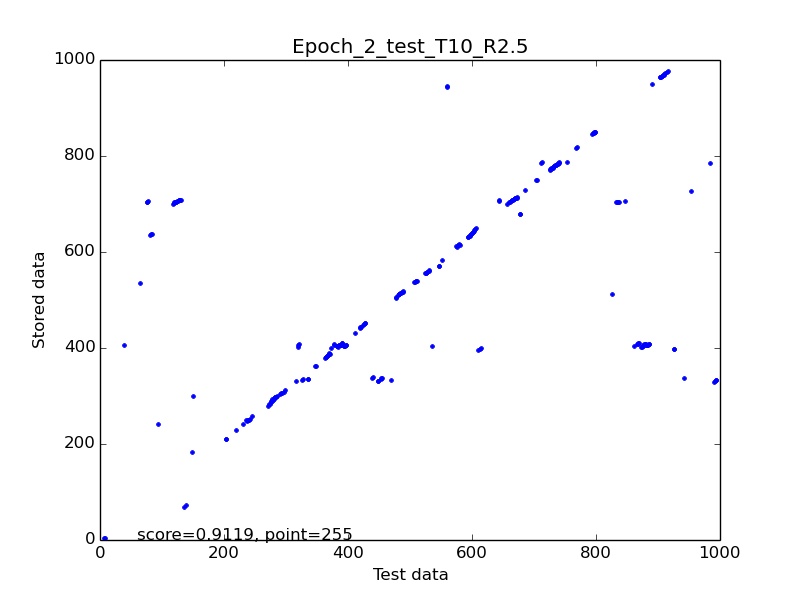 Epoch_2_test_T10_R2.5
1000
800
600
400
200
0
Stored data
score=0.9119, point=255
0 200 400 600 800 1000
Test data